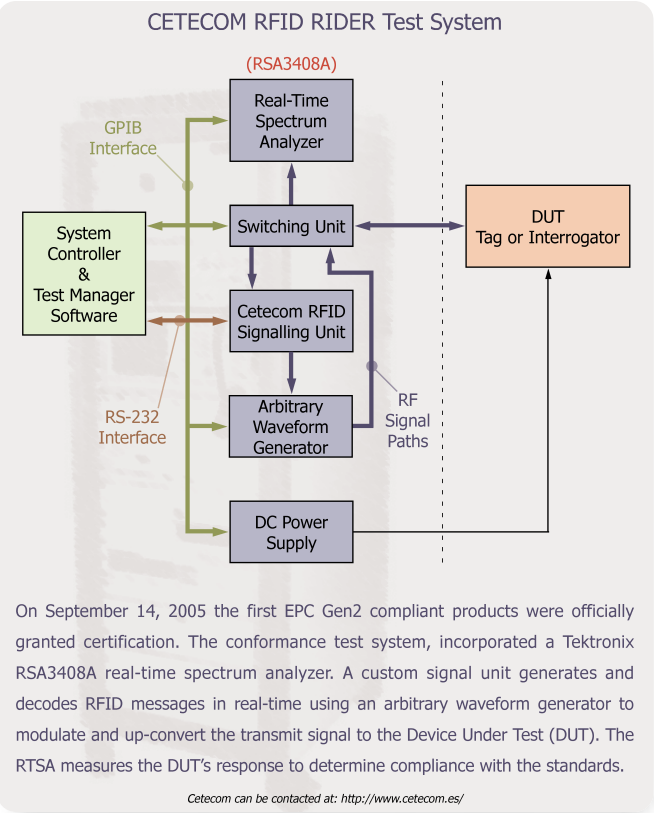 CETECOM RFID RIDER Test System
(RSA3408A)
Real-Time
Spectrum
Analyzer
GPIB
Interface
Switching Unit
DUT
Tag or Interrogator
System
Controller
&
Test Manager
Software
Cetecom RFID
Signalling Unit
RF
Signal
Paths
RS-232
Interface
Arbitrary
Waveform
Generator
DC Power
Supply
On September 14, 2005 the first EPC Gen2 compliant products were officially
granted certification. The conformance test system, incorporated a Tektronix
RSA3408A real-time spectrum analyzer. A custom signal unit generates and
decodes RFID messages in real-time using an arbitrary waveform generator to
modulate and up-convert the transmit signal to the Device Under Test (DUT). The
RTSA measures the DUT’s response to determine compliance with the standards.
Cetecom can be contacted at: http://www.cetecom.es/